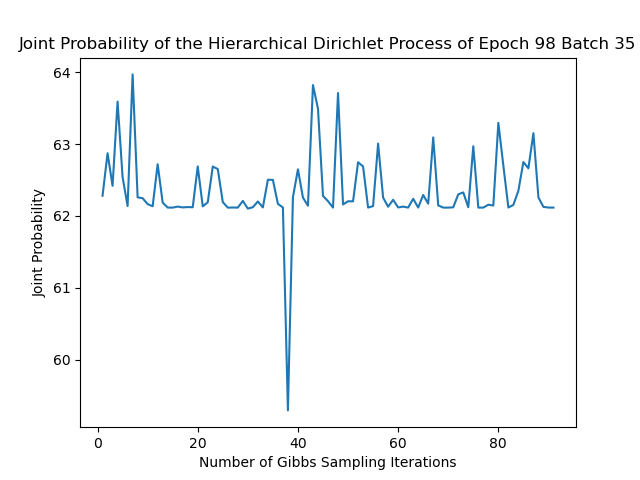 Joint Probability of the Hierarchical Dirichlet Process of Epoch 98 Batch 35
64
63
62
61
60
Joint Probability
0 20 40 60 80
Number of Gibbs Sampling Iterations